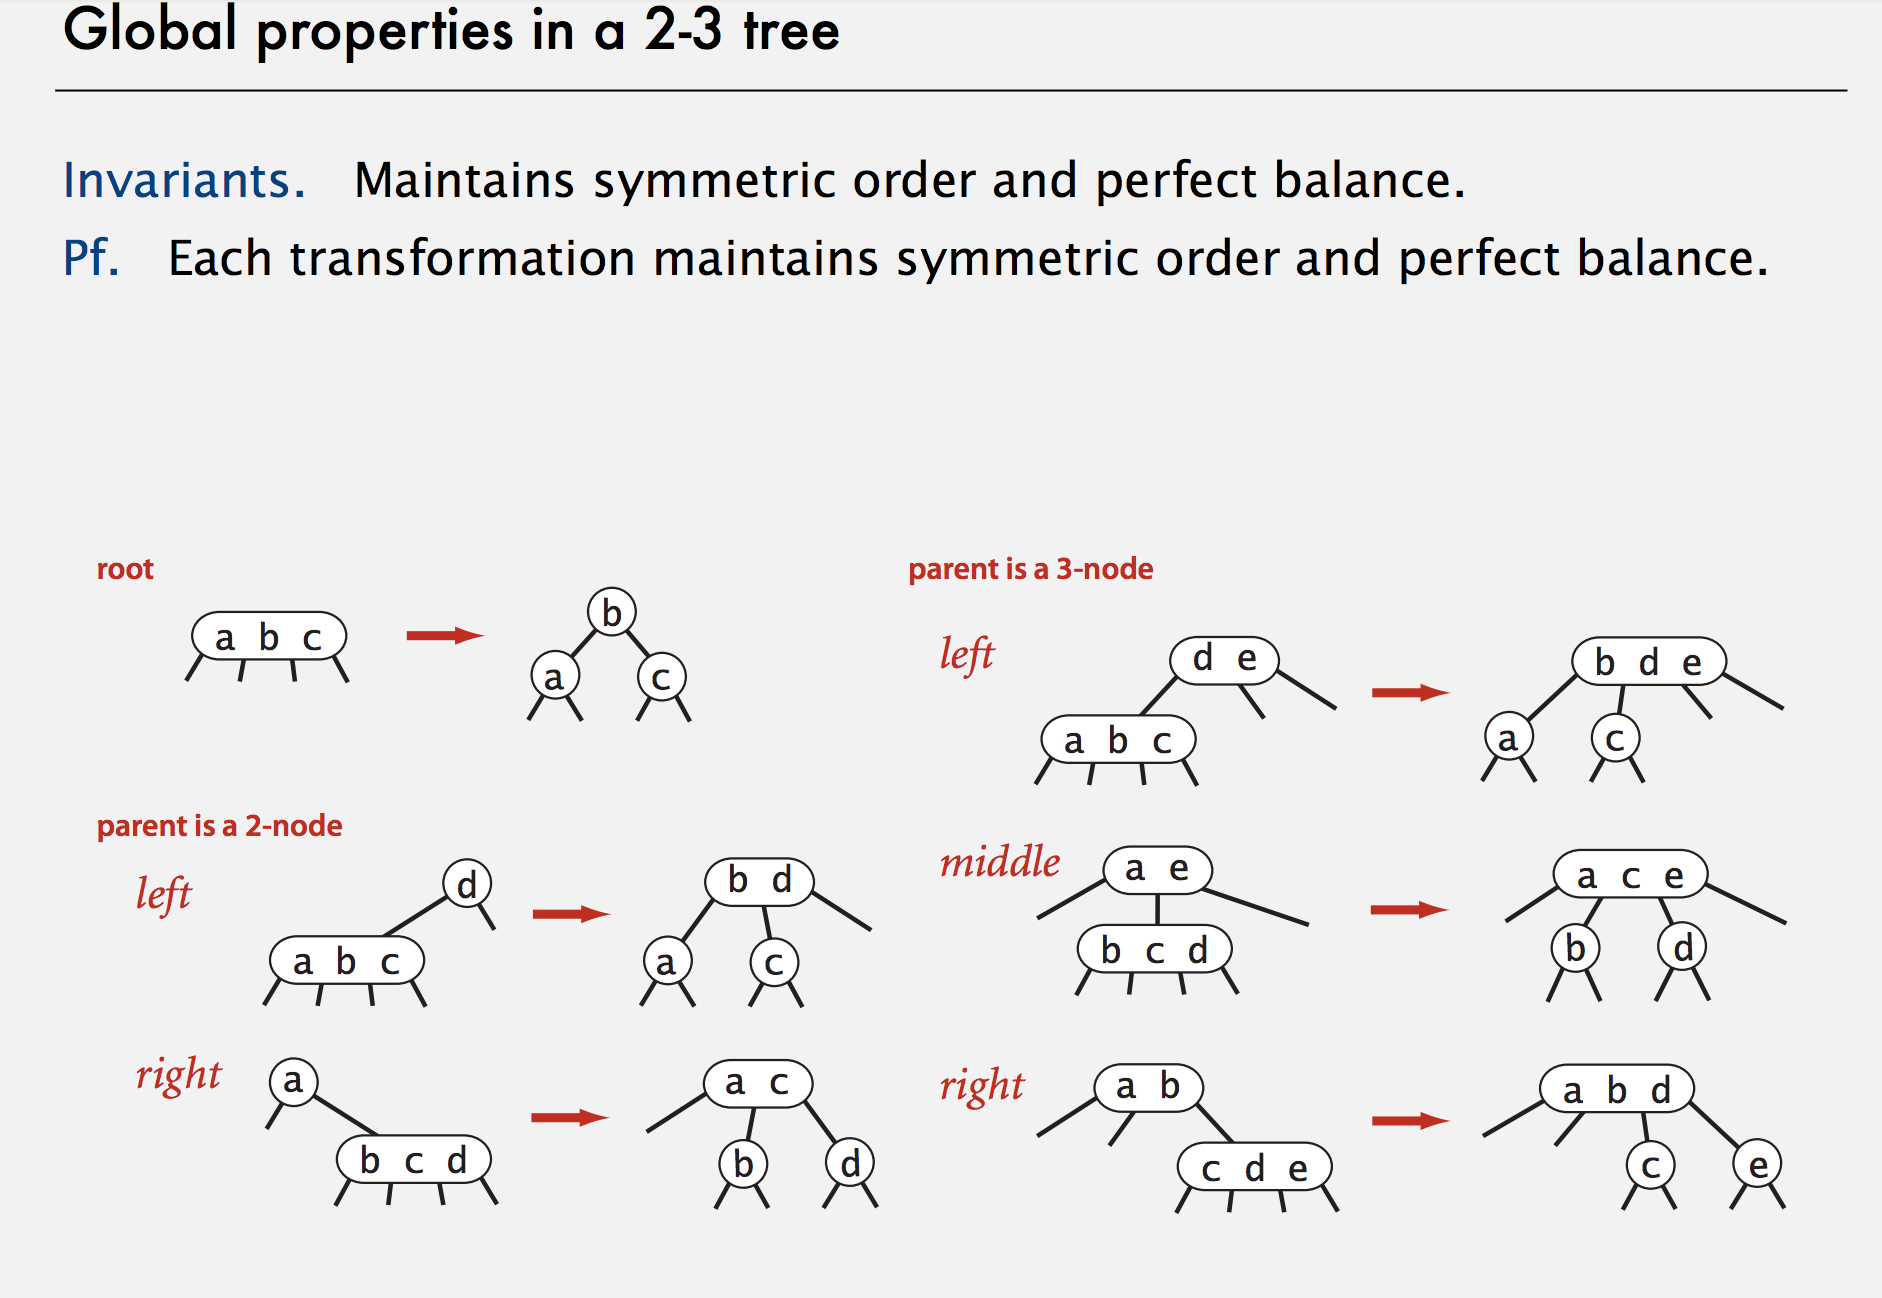 Global properties in a 2-3 tree
Invariants. Maintains symmetric order and perfect balance.
Pf. Each transformation maintains symmetric order and perfect balance.
root
a b c
b
a c
parent is a 2-node
left
d
a b c
b d
a c
right
a
b c d
a c
b d
parent is a 3-node
left
d e
a b c
b d e
a c
middle
a e
b c d
a c e
b d
right
a b
c d e
a b d
c e